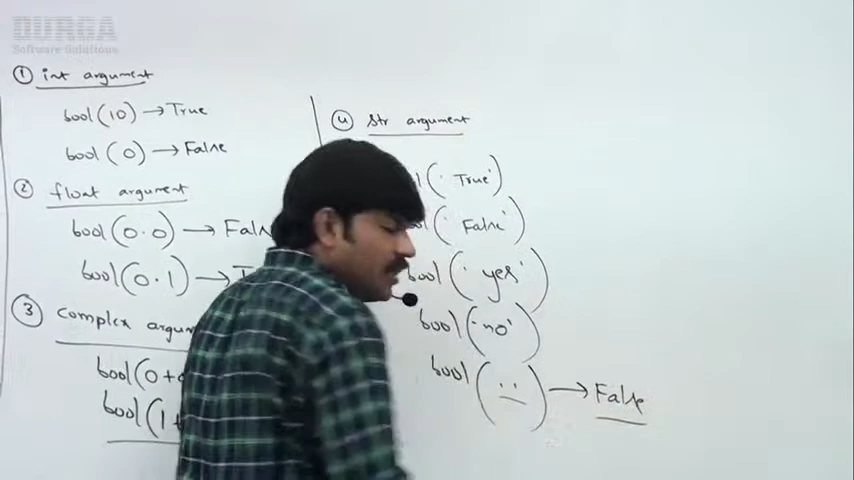 DURGA
Software Solutions
① int argument
bool(10) → True
bool(0) → False
② float argument
bool(0.0) → Fals
bool(0.1) → T
③ complex argum
bool(0+
bool(1+
④ str argument
('True')
('False')
bool('yes')
bool('no')
bool('') → False